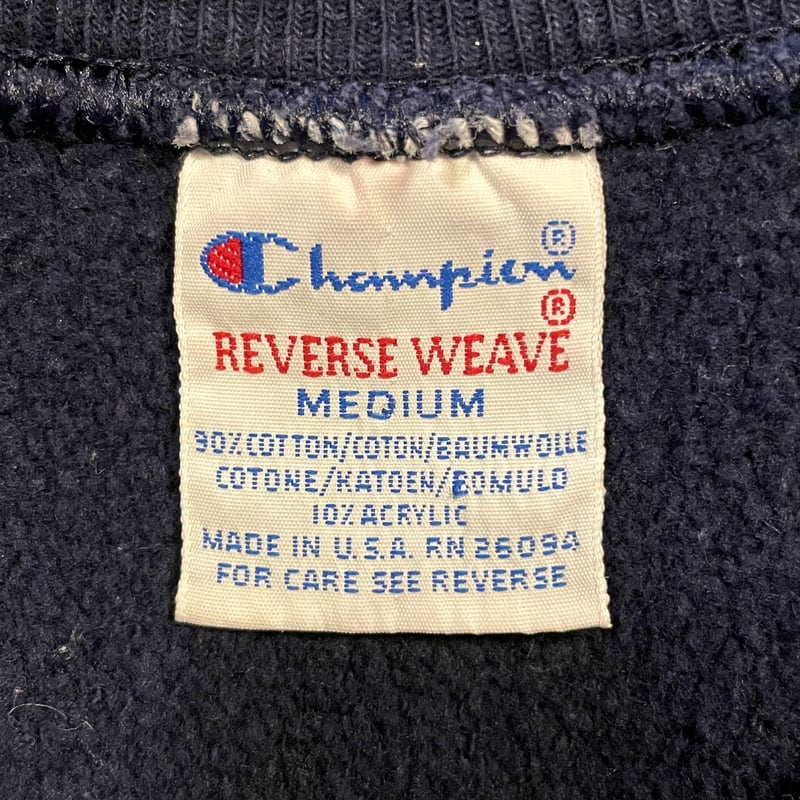 Champion®
®
REVERSE WEAVE
MEDIUM
90% COTTON/COTON/BAUMWOLLE
COTONE/KATOEN/BOMULD
10% ACRYLIC
MADE IN U.S.A. RN 26094
FOR CARE SEE REVERSE